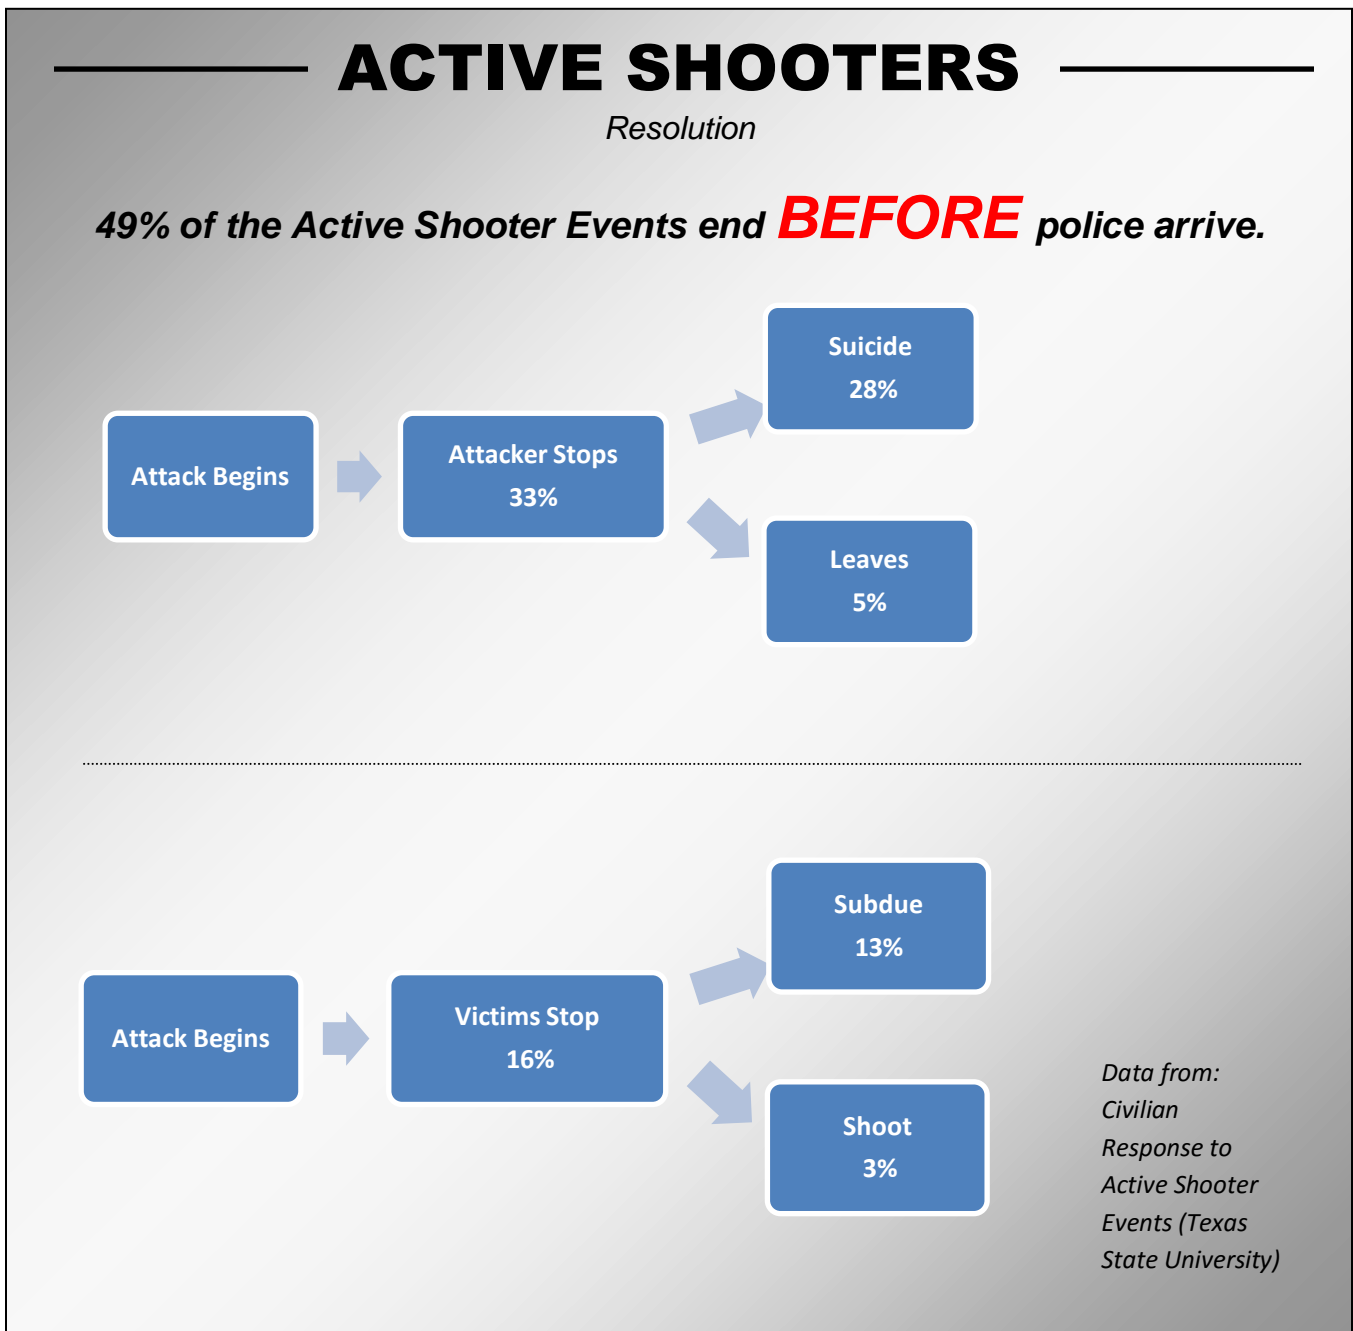 ACTIVE SHOOTERS
Resolution
49% of the Active Shooter Events end BEFORE police arrive.
Suicide
28%
Attack Begins
Attacker Stops
33%
Leaves
5%
Subdue
13%
Attack Begins
Victims Stop
16%
Shoot
3%
Data from:
Civilian
Response to
Active Shooter
Events (Texas
State University)